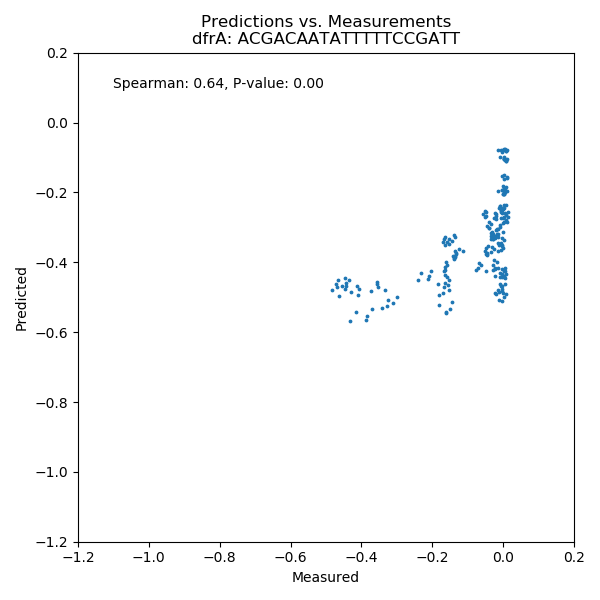 Predictions vs. Measurements
dfrA: ACGACAATATTTTTCCGATT
Spearman: 0.64, P-value: 0.00
0.2
0.0
−0.2
−0.4
−0.6
−0.8
−1.0
−1.2
Predicted
−1.2 −1.0 −0.8 −0.6 −0.4 −0.2 0.0 0.2
Measured